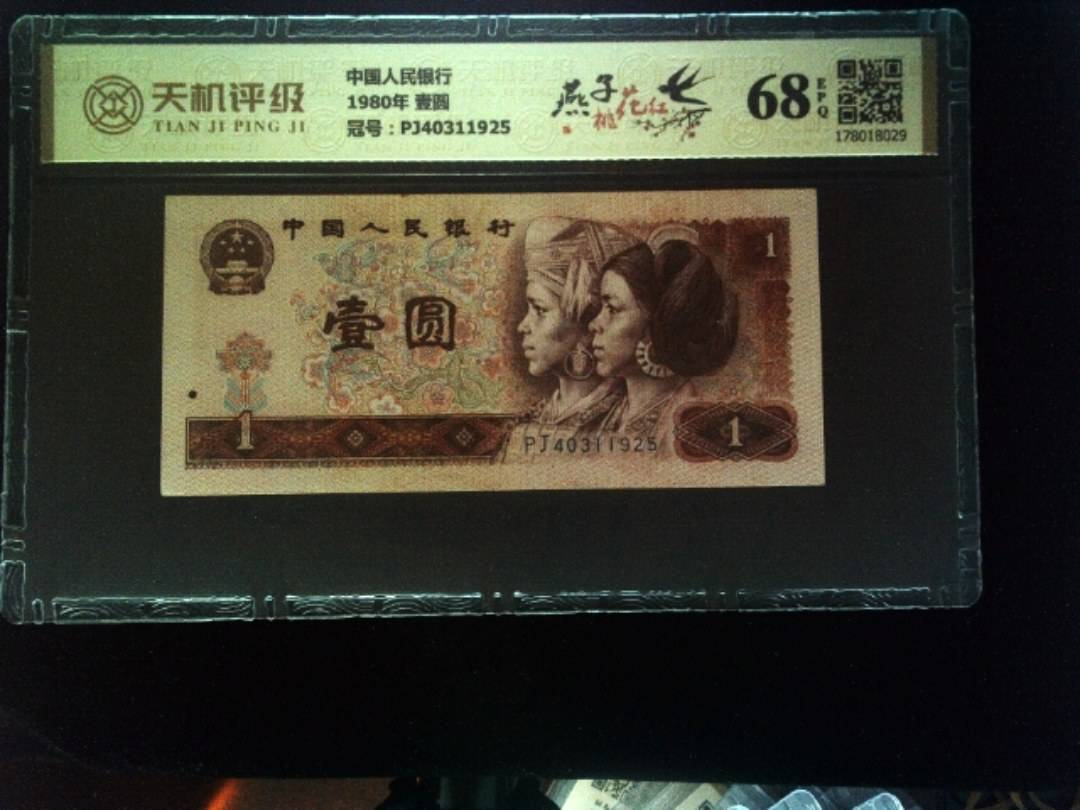 天机评级
TIAN JI PING JI
中国人民银行
1980年 壹圆
冠号：PJ40311925
燕子
桃花红
68
EPQ
178018029
中国人民银行
1
壹圆
1
PJ40311925
1